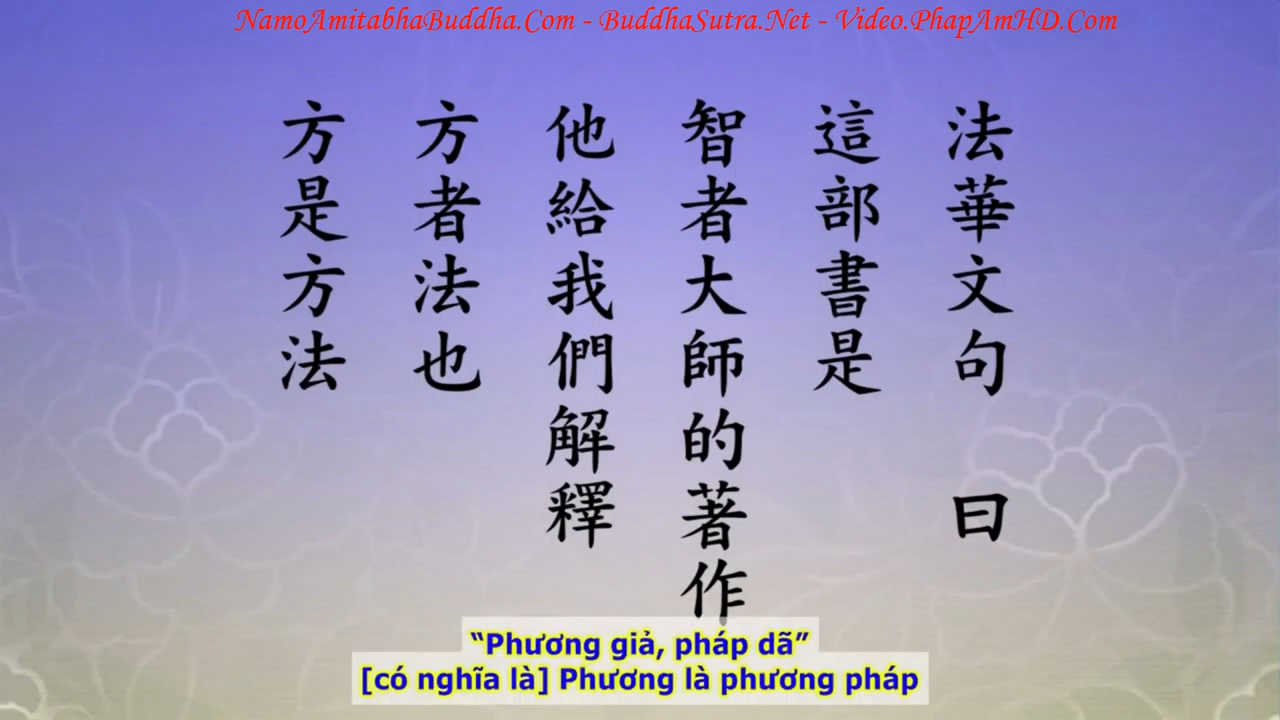 NamoAmitabhaBuddha.Com - BuddhaSutra.Net - Video.PhapAmHD.Com
法華文句 曰
這部書是
智者大師的著作
他給我們解釋
方者法也
方是方法
“Phương giả, pháp dã”
[có nghĩa là] Phương là phương pháp